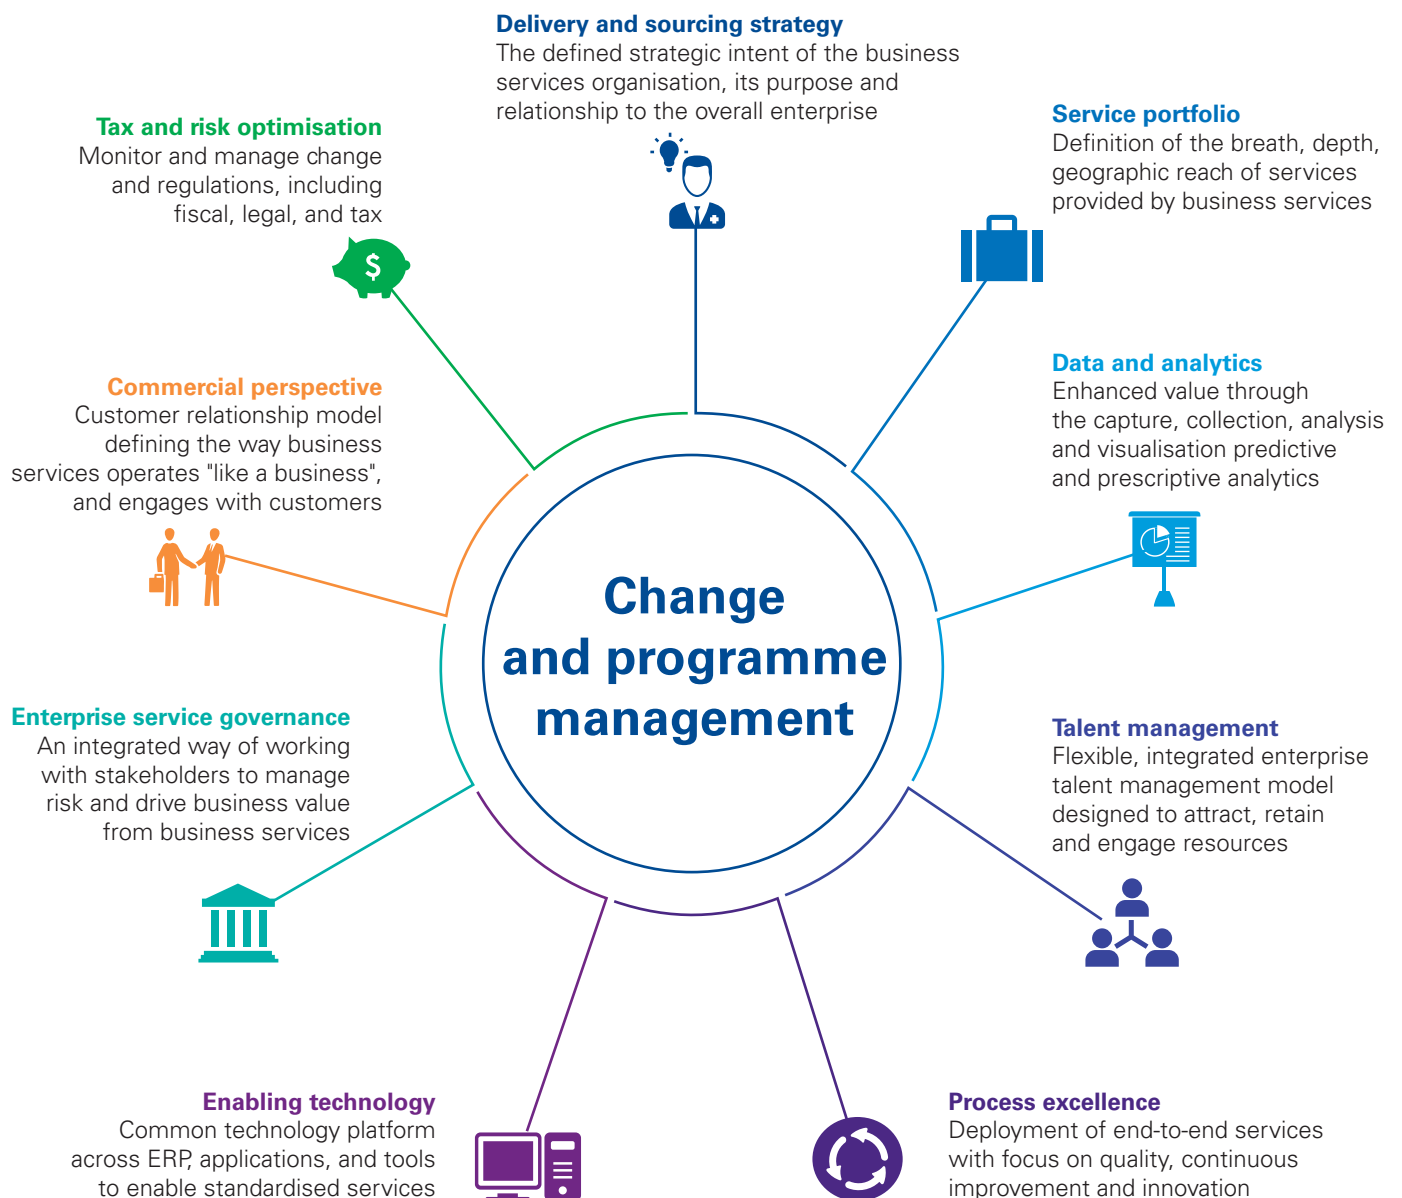 Delivery and sourcing strategy
The defined strategic intent of the business
services organisation, its purpose and
relationship to the overall enterprise
Service portfolio
Definition of the breath, depth,
geographic reach of services
provided by business services
Data and analytics
Enhanced value through
the capture, collection, analysis
and visualisation predictive
and prescriptive analytics
Talent management
Flexible, integrated enterprise
talent management model
designed to attract, retain
and engage resources
Process excellence
Deployment of end-to-end services
with focus on quality, continuous
improvement and innovation
Enabling technology
Common technology platform
across ERP, applications, and tools
to enable standardised services
Enterprise service governance
An integrated way of working
with stakeholders to manage
risk and drive business value
from business services
Commercial perspective
Customer relationship model
defining the way business
services operates "like a business",
and engages with customers
Tax and risk optimisation
Monitor and manage change
and regulations, including
fiscal, legal, and tax
$
Change
and programme
management